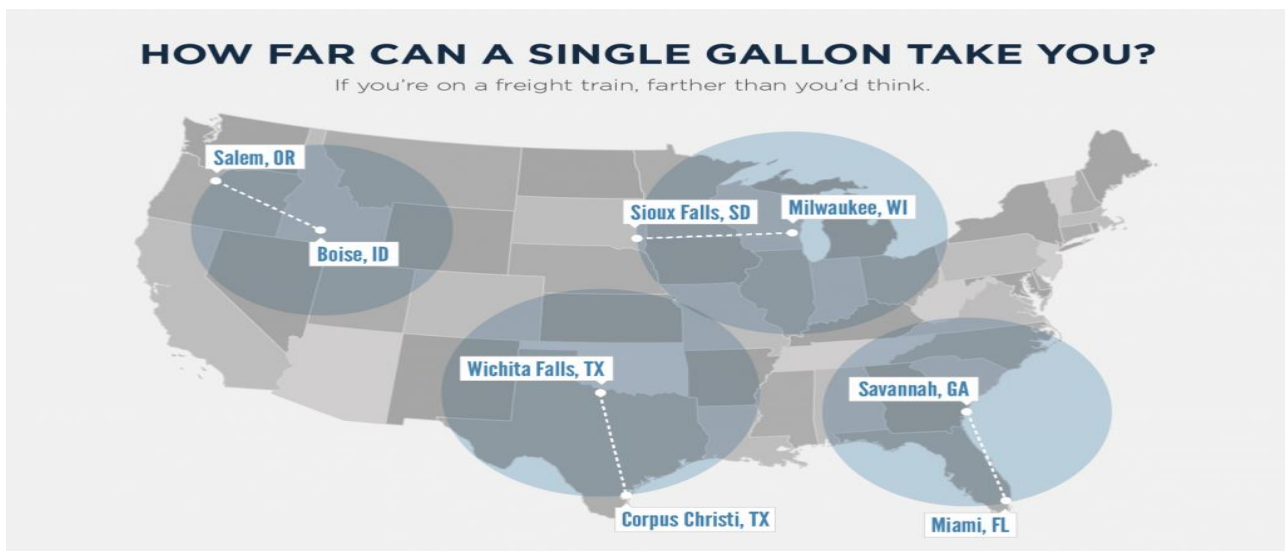 HOW FAR CAN A SINGLE GALLON TAKE YOU?
If you're on a freight train, farther than you'd think.
Salem, OR
Boise, ID
Sioux Falls, SD
Milwaukee, WI
Wichita Falls, TX
Corpus Christi, TX
Savannah, GA
Miami, FL